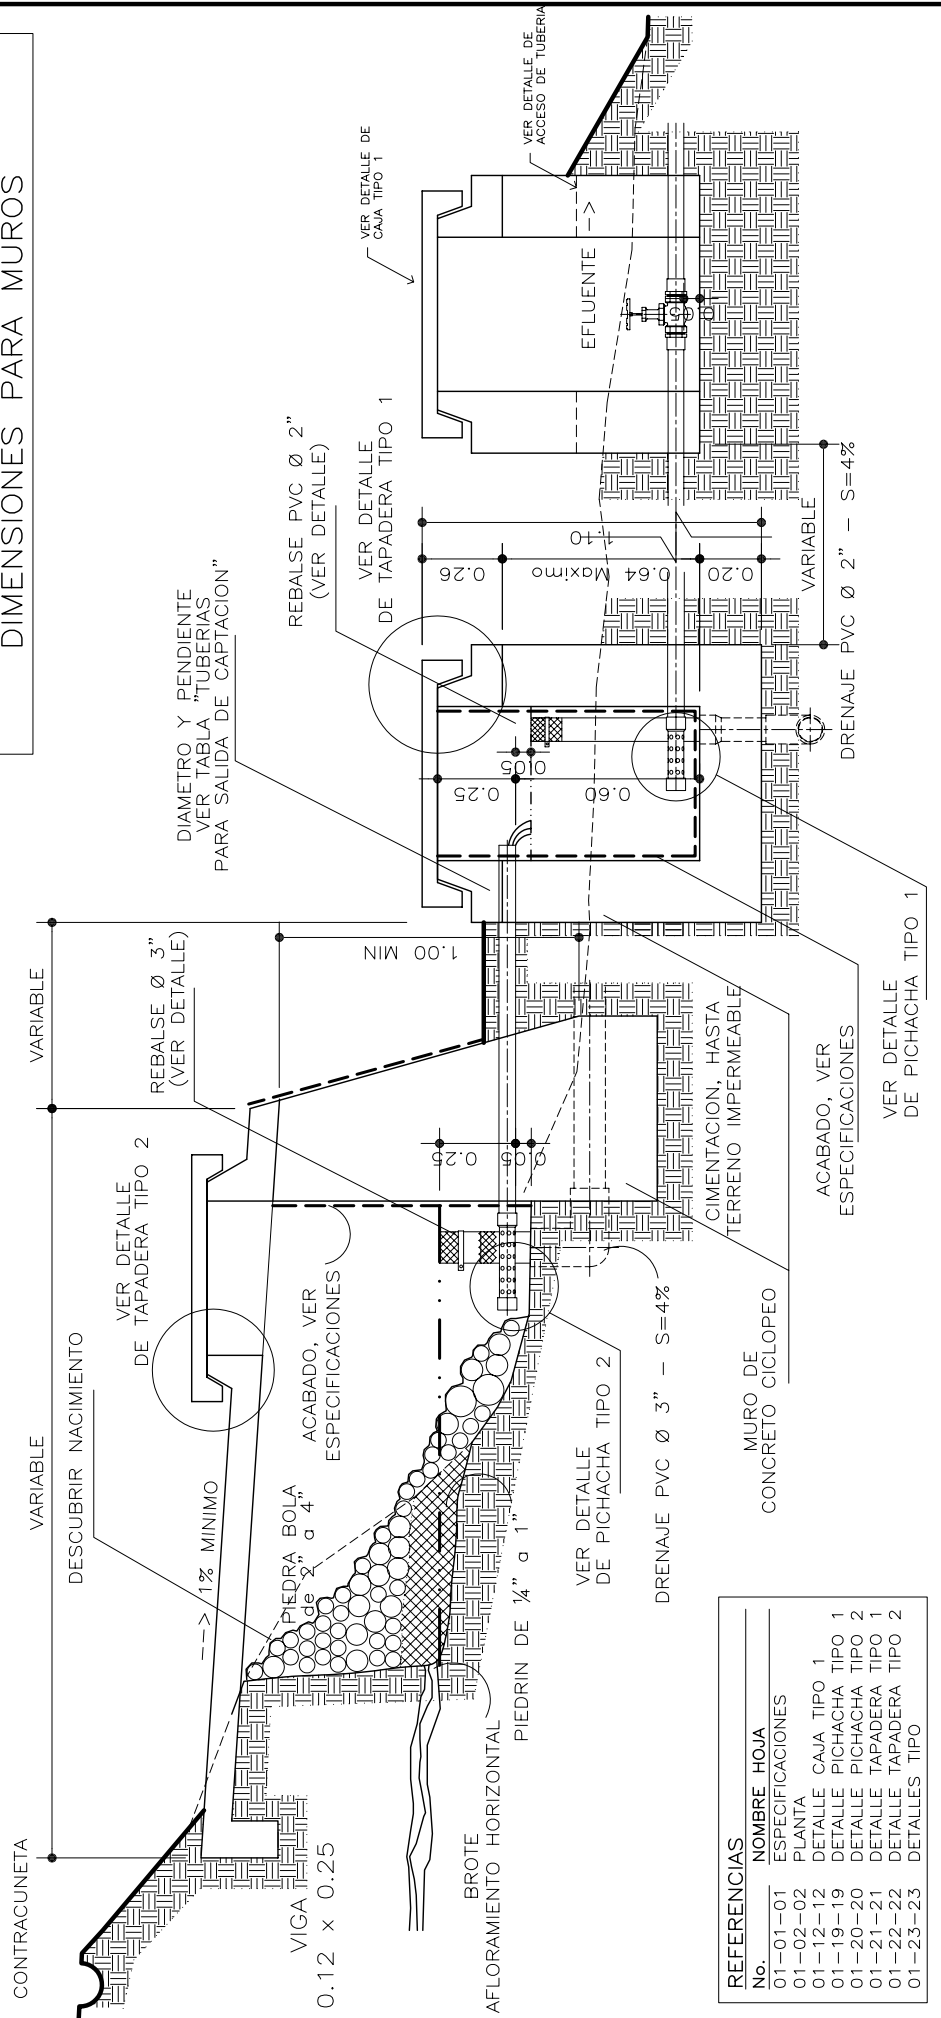 DIMENSIONES PARA MUROS
CONTRACUNETA
VARIABLE
VARIABLE
DESCUBRIR NACIMIENTO
VER DETALLE
DE TAPADERA TIPO 2
REBALSE Ø 3"
(VER DETALLE)
DIAMETRO Y PENDIENTE
VER TABLA "TUBERIAS
PARA SALIDA DE CAPTACION"
REBALSE PVC Ø 2"
(VER DETALLE)
VER DETALLE
DE TAPADERA TIPO 1
VER DETALLE DE
CAJA TIPO 1
VER DETALLE DE
ACCESO DE TUBERIA
--> 1% MINIMO
PIEDRA BOLA
de 2" a 4"
ACABADO, VER
ESPECIFICACIONES
VIGA
0.12 x 0.25
BROTE
AFLORAMIENTO HORIZONTAL
PIEDRIN DE 1/4" a 1"
VER DETALLE
DE PICHACHA TIPO 2
DRENAJE PVC Ø 3" - S=4%
0.25
0.05
1.00 MIN
CIMENTACION, HASTA
TERRENO IMPERMEABLE
MURO DE
CONCRETO CICLOPEO
ACABADO, VER
ESPECIFICACIONES
VER DETALLE
DE PICHACHA TIPO 1
0.25
0.05
0.60
0.26
0.64
Maximo
0.20
1.10
VARIABLE
DRENAJE PVC Ø 2" - S=4%
EFLUENTE -->
REFERENCIAS
No. NOMBRE HOJA
01-01-01 ESPECIFICACIONES
01-02-02 PLANTA
01-12-12 DETALLE CAJA TIPO 1
01-19-19 DETALLE PICHACHA TIPO 1
01-20-20 DETALLE PICHACHA TIPO 2
01-21-21 DETALLE TAPADERA TIPO 1
01-22-22 DETALLE TAPADERA TIPO 2
01-23-23 DETALLES TIPO